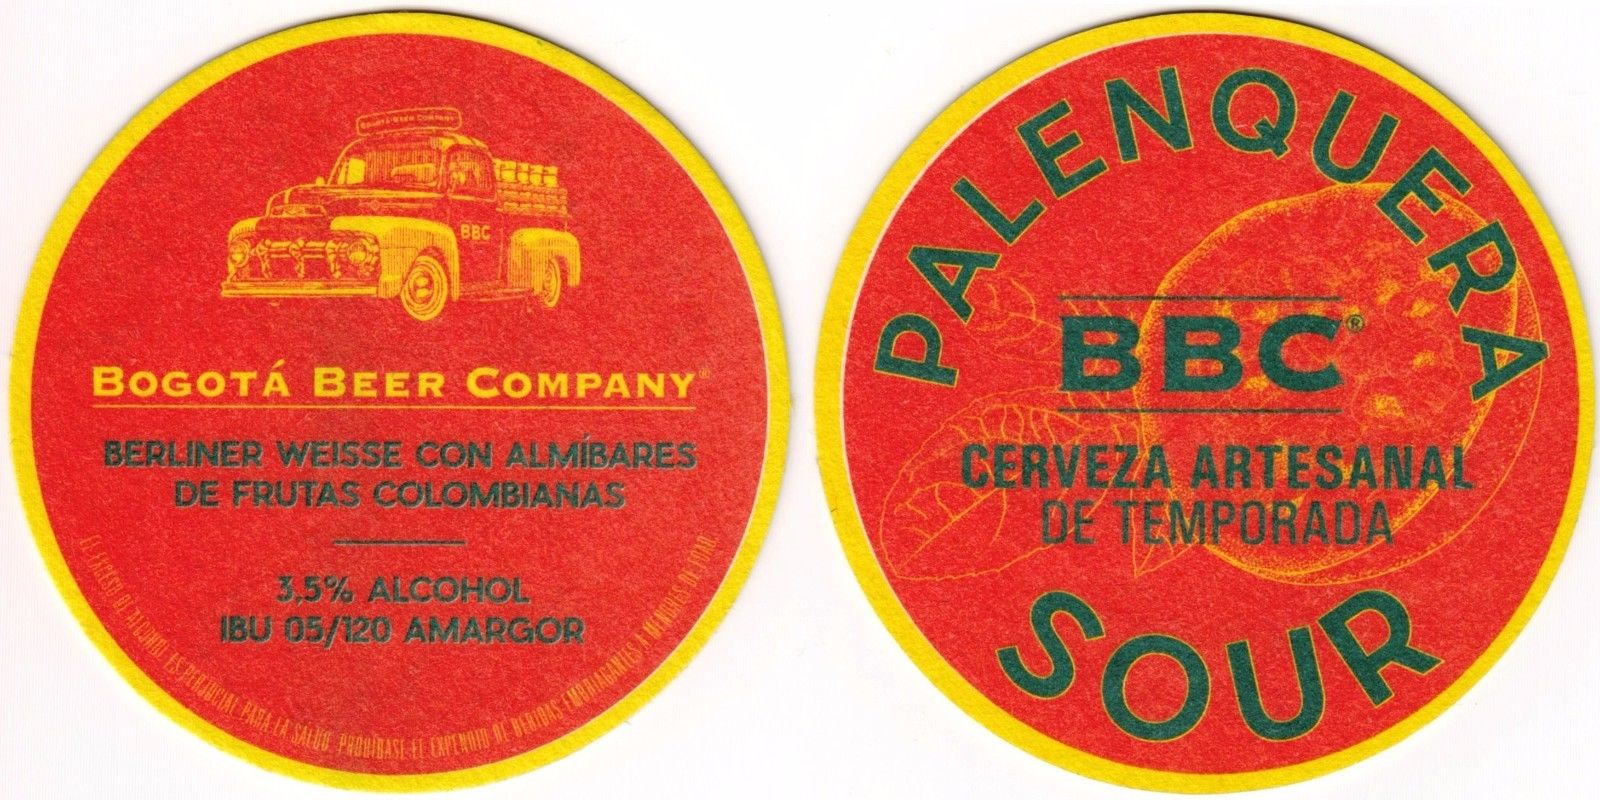 BOGOTÁ BEER COMPANY
BBC
BOGOTÁ BEER COMPANY®
BERLINER WEISSE CON ALMÍBARES
DE FRUTAS COLOMBIANAS
3,5% ALCOHOL
IBU 05/120 AMARGOR
EL EXCESO DE ALCOHOL ES PERJUDICIAL PARA LA SALUD. PROHÍBASE EL EXPENDIO DE BEBIDAS EMBRIAGANTES A MENORES DE EDAD.
PALENQUERA
BBC®
CERVEZA ARTESANAL
DE TEMPORADA
SOUR